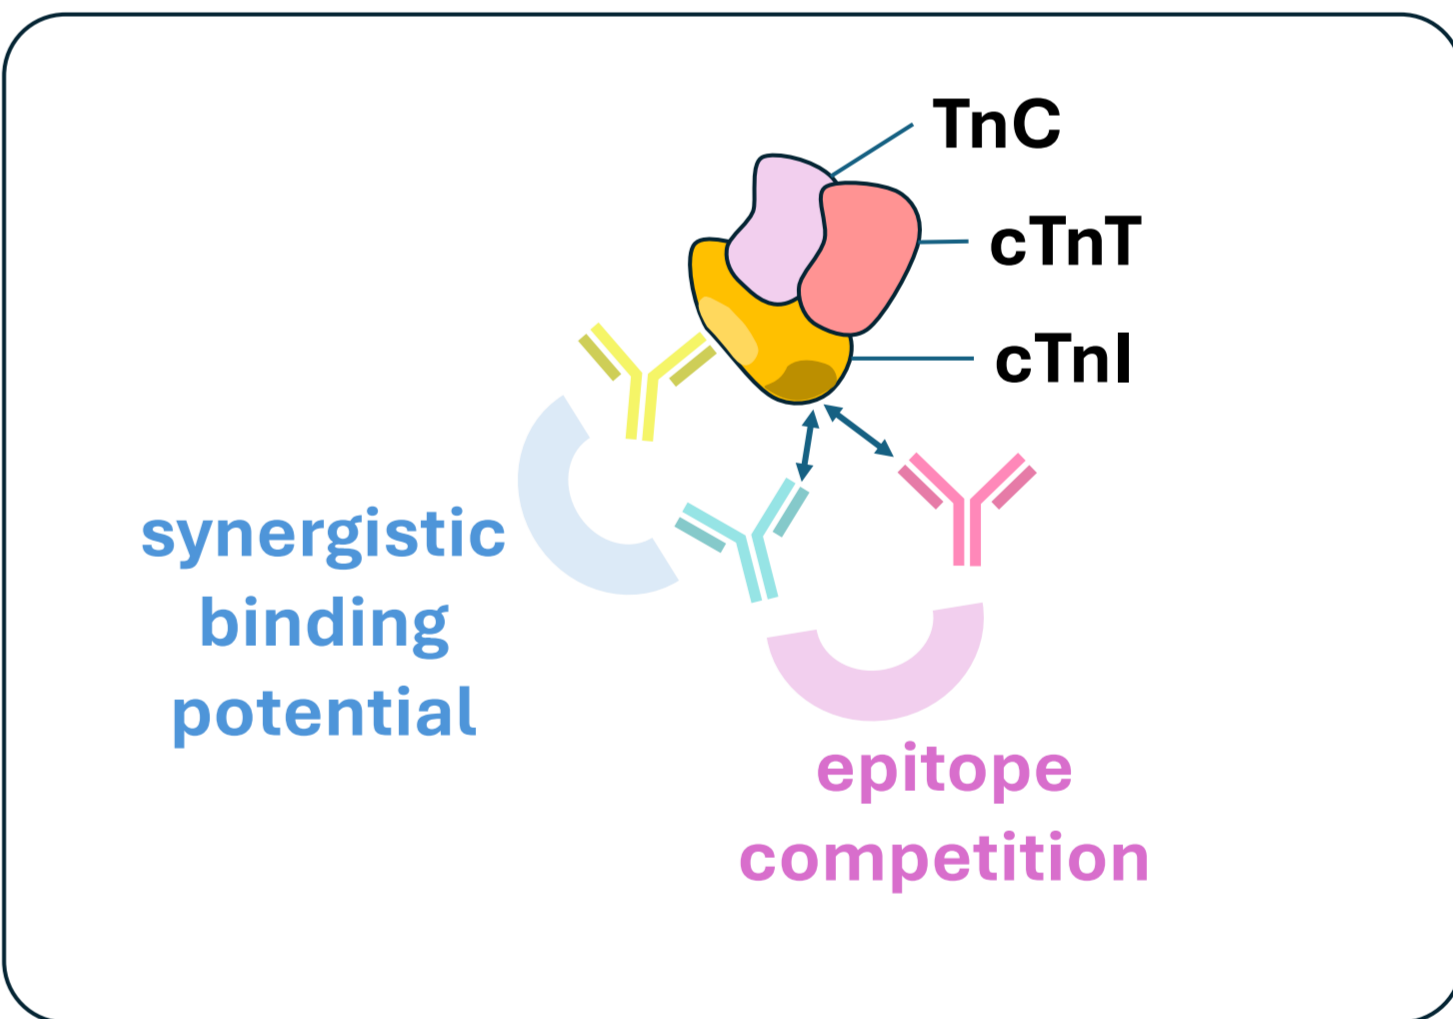 TnC
cTnT
cTnI
synergistic
binding
potential
epitope
competition